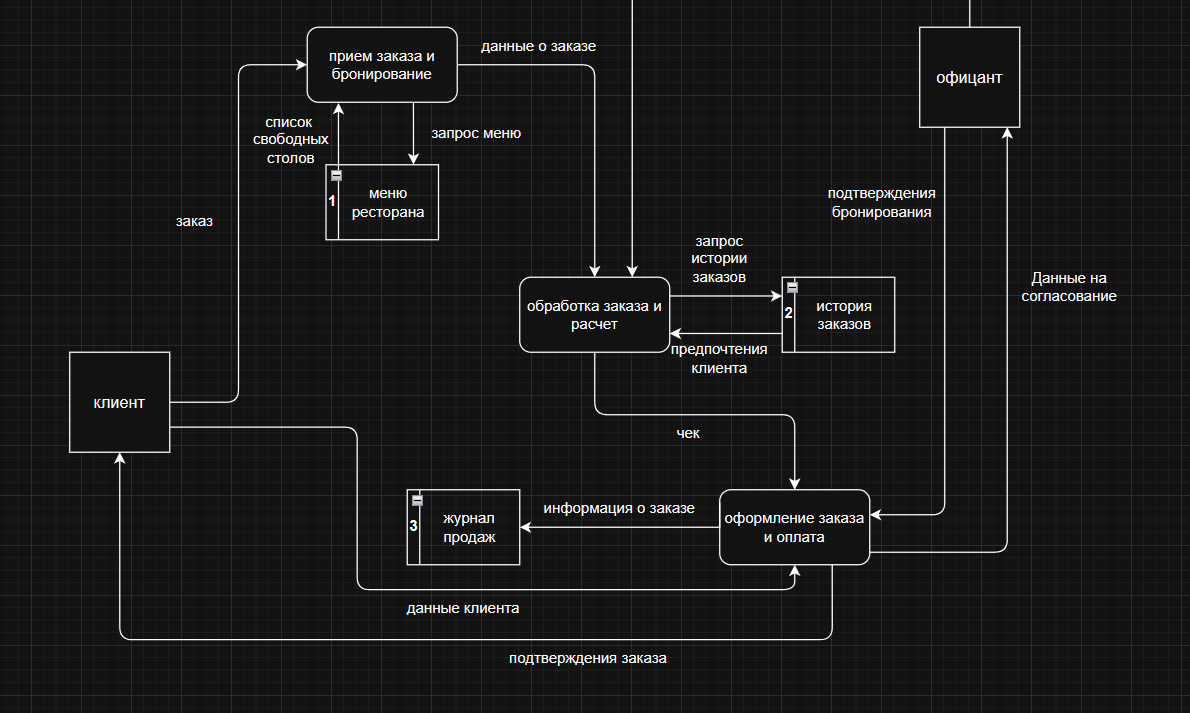 прием заказа и
бронирование
данные о заказе
офицант
список
свободных
столов
запрос меню
1
меню
ресторана
заказ
подтверждения
бронирования
запрос
истории
заказов
Данные на
согласование
обработка заказа и
расчет
2
история
заказов
предпочтения
клиента
клиент
чек
3
журнал
продаж
информация о заказе
оформление заказа
и оплата
данные клиента
подтверждения заказа